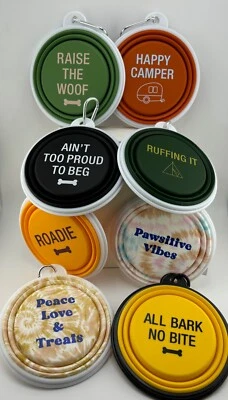 RAISE
THE
WOOF
HAPPY
CAMPER
AIN'T
TOO PROUD
TO BEG
RUFFING IT
ROADIE
Pawsitive
Vibes
Peace
Love
&
Treats
ALL BARK
NO BITE